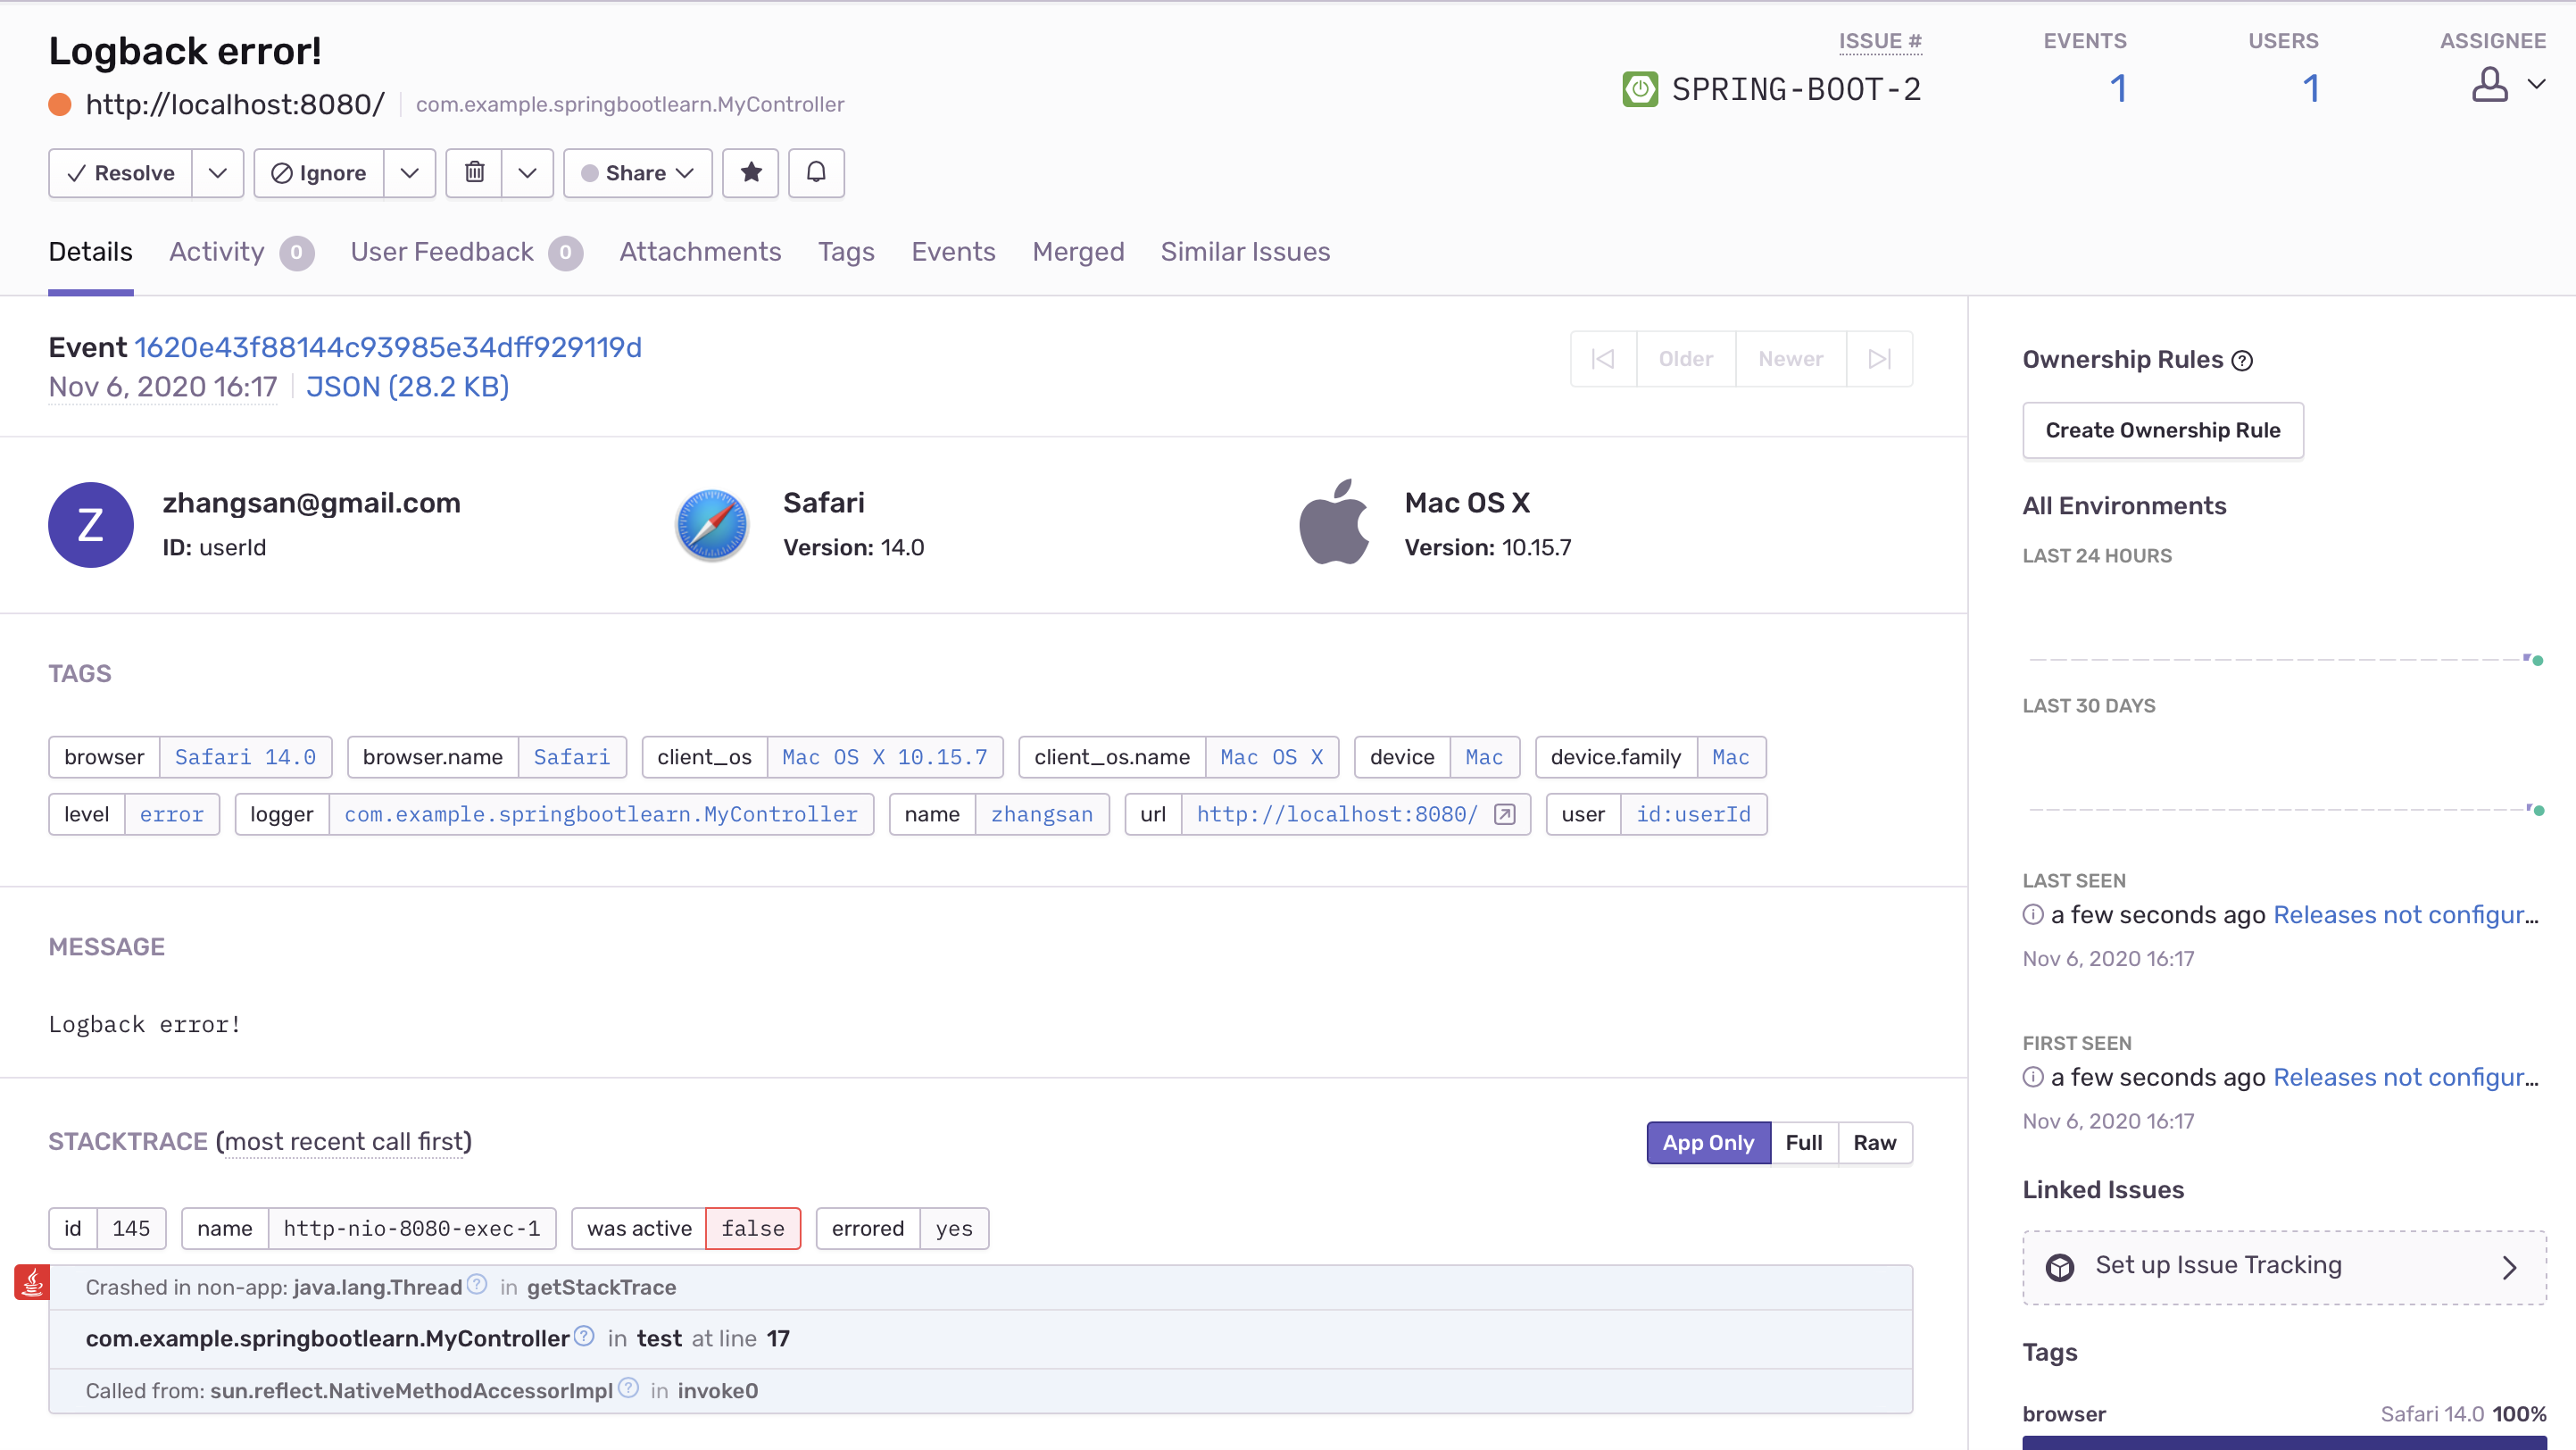 Logback error!
http://localhost:8080/ com.example.springbootlearn.MyController
ISSUE # EVENTS USERS ASSIGNEE
SPRING-BOOT-2 1 1
Resolve Ignore Share
Details Activity 0 User Feedback 0 Attachments Tags Events Merged Similar Issues
Event 1620e43f88144c93985e34dff929119d
Nov 6, 2020 16:17 JSON (28.2 KB)
Older Newer
Z
zhangsan@gmail.com
ID: userId
Safari
Version: 14.0
Mac OS X
Version: 10.15.7
TAGS
browser Safari 14.0 browser.name Safari client_os Mac OS X 10.15.7 client_os.name Mac OS X device Mac device.family Mac
level error logger com.example.springbootlearn.MyController name zhangsan url http://localhost:8080/ user id:userId
MESSAGE
Logback error!
STACKTRACE (most recent call first)
App Only Full Raw
id 145 name http-nio-8080-exec-1 was active false errored yes
Crashed in non-app: java.lang.Thread ? in getStackTrace
com.example.springbootlearn.MyController ? in test at line 17
Called from: sun.reflect.NativeMethodAccessorImpl ? in invoke0
Ownership Rules ?
Create Ownership Rule
All Environments
LAST 24 HOURS
LAST 30 DAYS
LAST SEEN
a few seconds ago Releases not configur...
Nov 6, 2020 16:17
FIRST SEEN
a few seconds ago Releases not configur...
Nov 6, 2020 16:17
Linked Issues
Set up Issue Tracking
Tags
browser Safari 14.0 100%